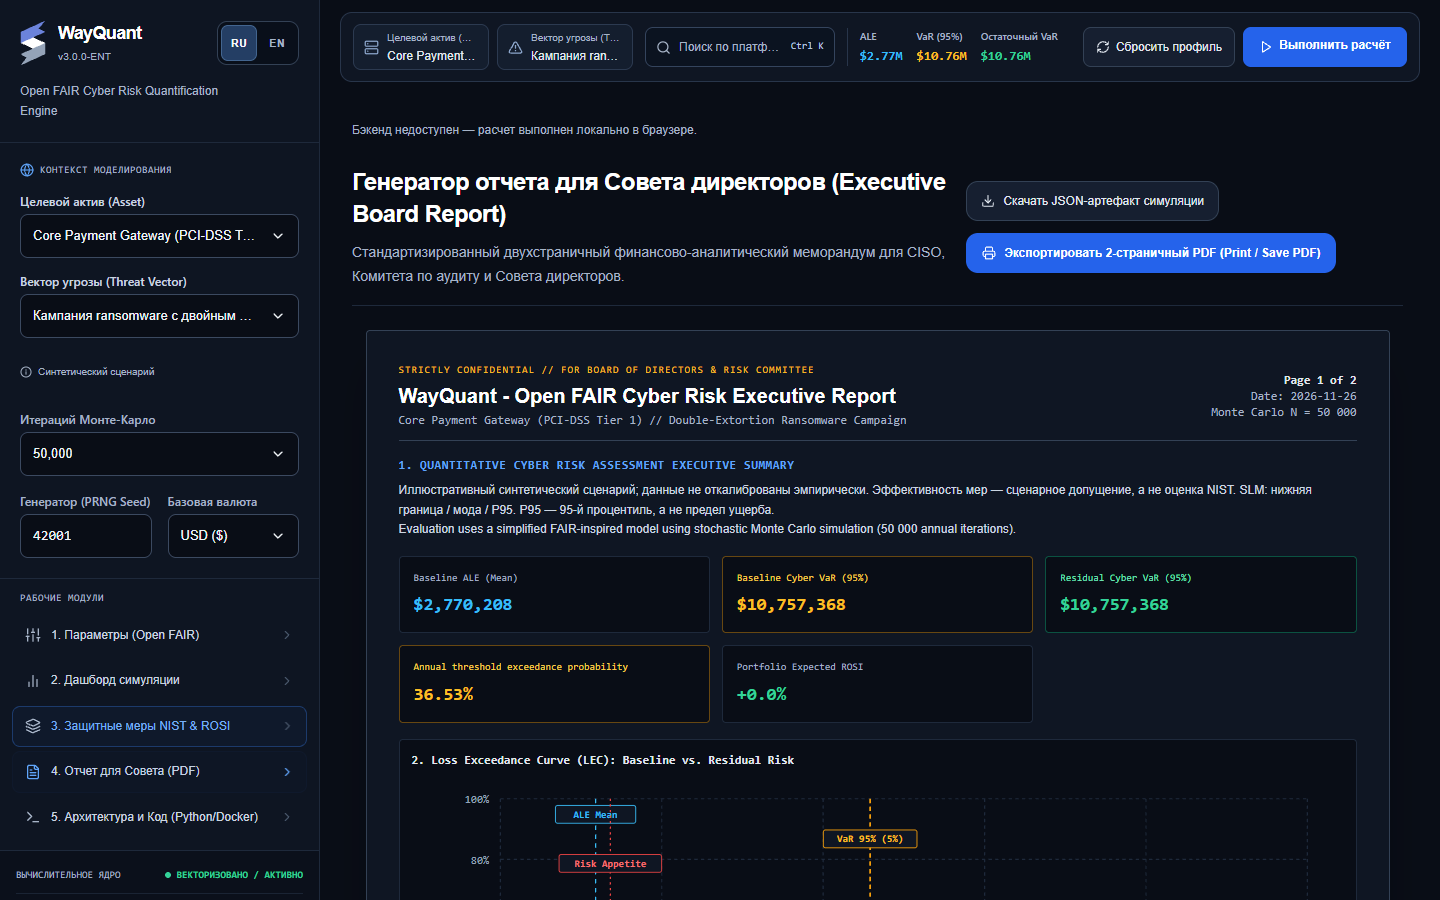 WayQuant
v3.0.0-ENT
RU
EN
Open FAIR Cyber Risk Quantification
Engine
КОНТЕКСТ МОДЕЛИРОВАНИЯ
Целевой актив (Asset)
Core Payment Gateway (PCI-DSS T...
Вектор угрозы (Threat Vector)
Кампания ransomware с двойным ...
Синтетический сценарий
Итераций Монте-Карло
50,000
Генератор (PRNG Seed)
Базовая валюта
42001
USD ($)
РАБОЧИЕ МОДУЛИ
1. Параметры (Open FAIR)
2. Дашборд симуляции
3. Защитные меры NIST & ROSI
4. Отчет для Совета (PDF)
5. Архитектура и Код (Python/Docker)
ВЫЧИСЛИТЕЛЬНОЕ ЯДРО
ВЕКТОРИЗОВАНО / АКТИВНО
Целевой актив (...
Core Payment...
Вектор угрозы (T...
Кампания ran...
Поиск по платф...
Ctrl K
ALE
$2.77M
VaR (95%)
$10.76M
Остаточный VaR
$10.76M
Сбросить профиль
Выполнить расчёт
Бэкенд недоступен — расчет выполнен локально в браузере.
Генератор отчета для Совета директоров (Executive
Board Report)
Стандартизированный двухстраничный финансово-аналитический меморандум для CISO,
Комитета по аудиту и Совета директоров.
Скачать JSON-артефакт симуляции
Экспортировать 2-страничный PDF (Print / Save PDF)
STRICTLY CONFIDENTIAL // FOR BOARD OF DIRECTORS & RISK COMMITTEE
WayQuant - Open FAIR Cyber Risk Executive Report
Core Payment Gateway (PCI-DSS Tier 1) // Double-Extortion Ransomware Campaign
Page 1 of 2
Date: 2026-11-26
Monte Carlo N = 50 000
1. QUANTITATIVE CYBER RISK ASSESSMENT EXECUTIVE SUMMARY
Иллюстративный синтетический сценарий; данные не откалиброваны эмпирически. Эффективность мер — сценарное допущение, а не оценка NIST. SLM: нижняя
граница / мода / P95. P95 — 95-й процентиль, а не предел ущерба.
Evaluation uses a simplified FAIR-inspired model using stochastic Monte Carlo simulation (50 000 annual iterations).
Baseline ALE (Mean)
$2,770,208
Baseline Cyber VaR (95%)
$10,757,368
Residual Cyber VaR (95%)
$10,757,368
Annual threshold exceedance probability
36.53%
Portfolio Expected ROSI
+0.0%
2. Loss Exceedance Curve (LEC): Baseline vs. Residual Risk
100%
ALE Mean
VaR 95% (5%)
80%
Risk Appetite